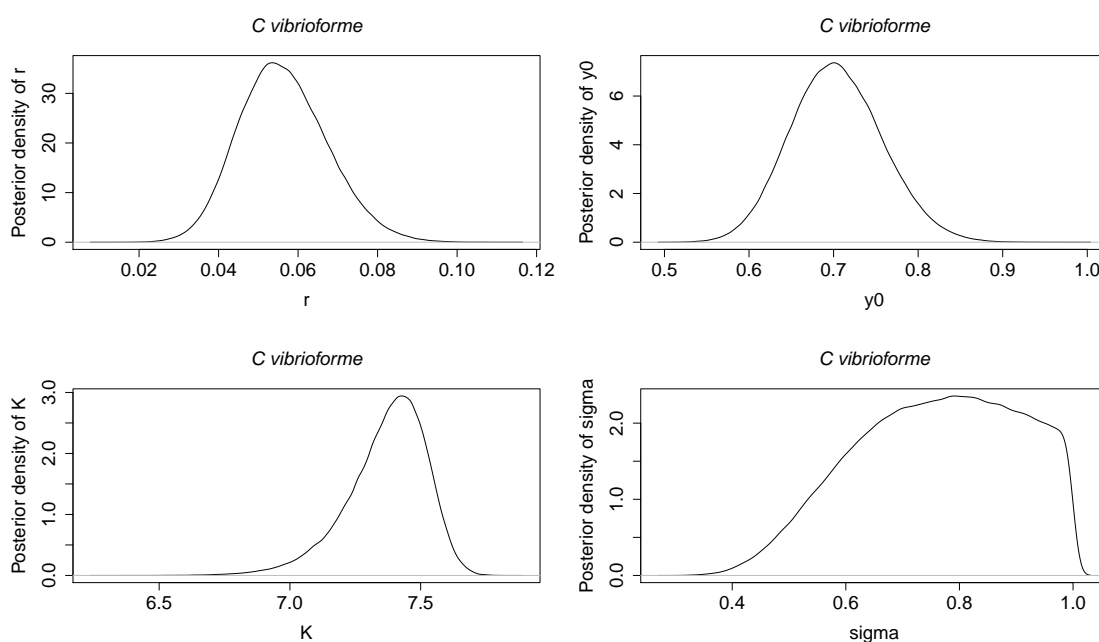 C vibrioforme
Posterior density of r
0 10 20 30
0.02 0.04 0.06 0.08 0.10 0.12
r
C vibrioforme
Posterior density of y0
0 2 4 6
0.5 0.6 0.7 0.8 0.9 1.0
y0
C vibrioforme
Posterior density of K
0.0 1.0 2.0 3.0
6.5 7.0 7.5
K
C vibrioforme
Posterior density of sigma
0.0 1.0 2.0
0.4 0.6 0.8 1.0
sigma